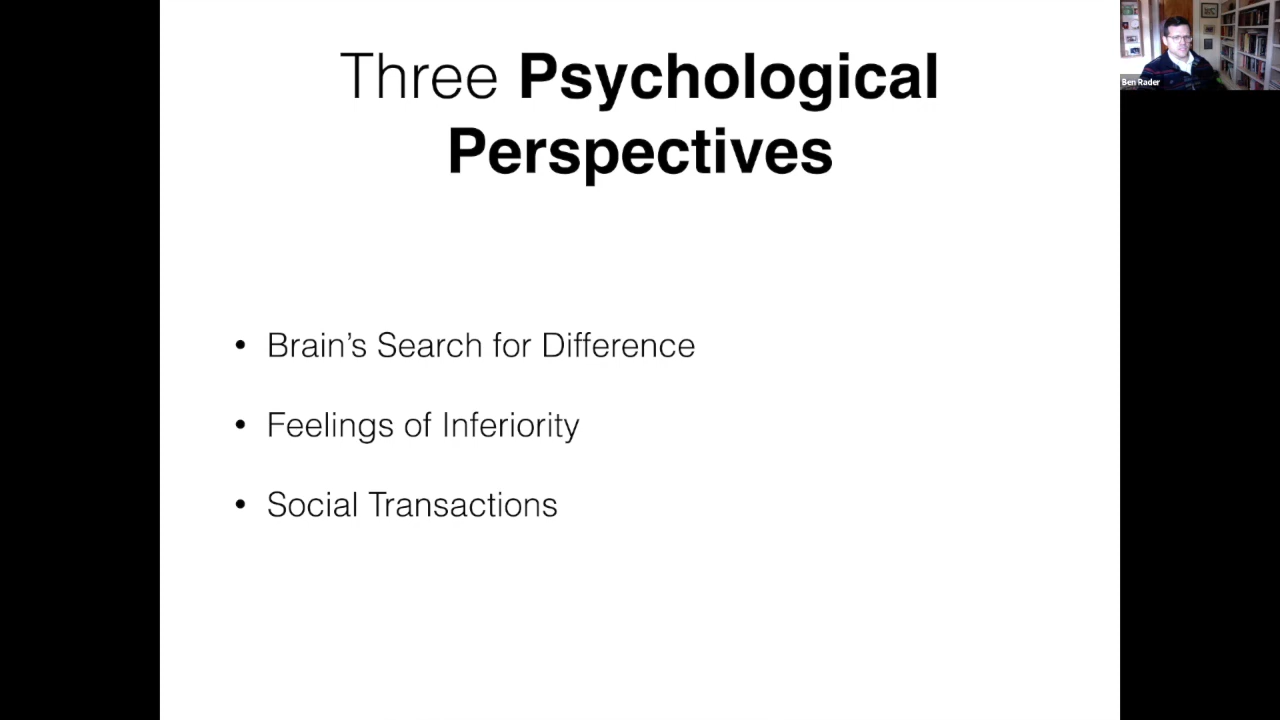 Three Psychological
Perspectives
• Brain’s Search for Difference
• Feelings of Inferiority
• Social Transactions
Ben Rader